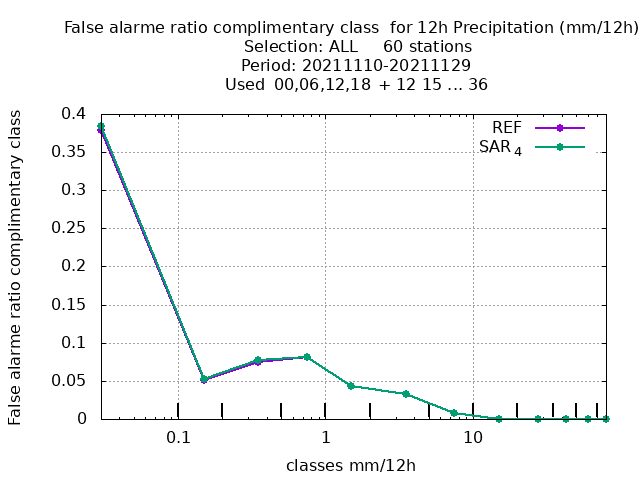 False alarme ratio complimentary class  for 12h Precipitation (mm/12h)
Selection: ALL     60 stations
Period: 20211110-20211129
Used  00,06,12,18  + 12 15 ... 36
False alarme ratio complimentary class
0.4
0.35
0.3
0.25
0.2
0.15
0.1
0.05
0
REF
SAR 4
0.1
1
10
classes mm/12h